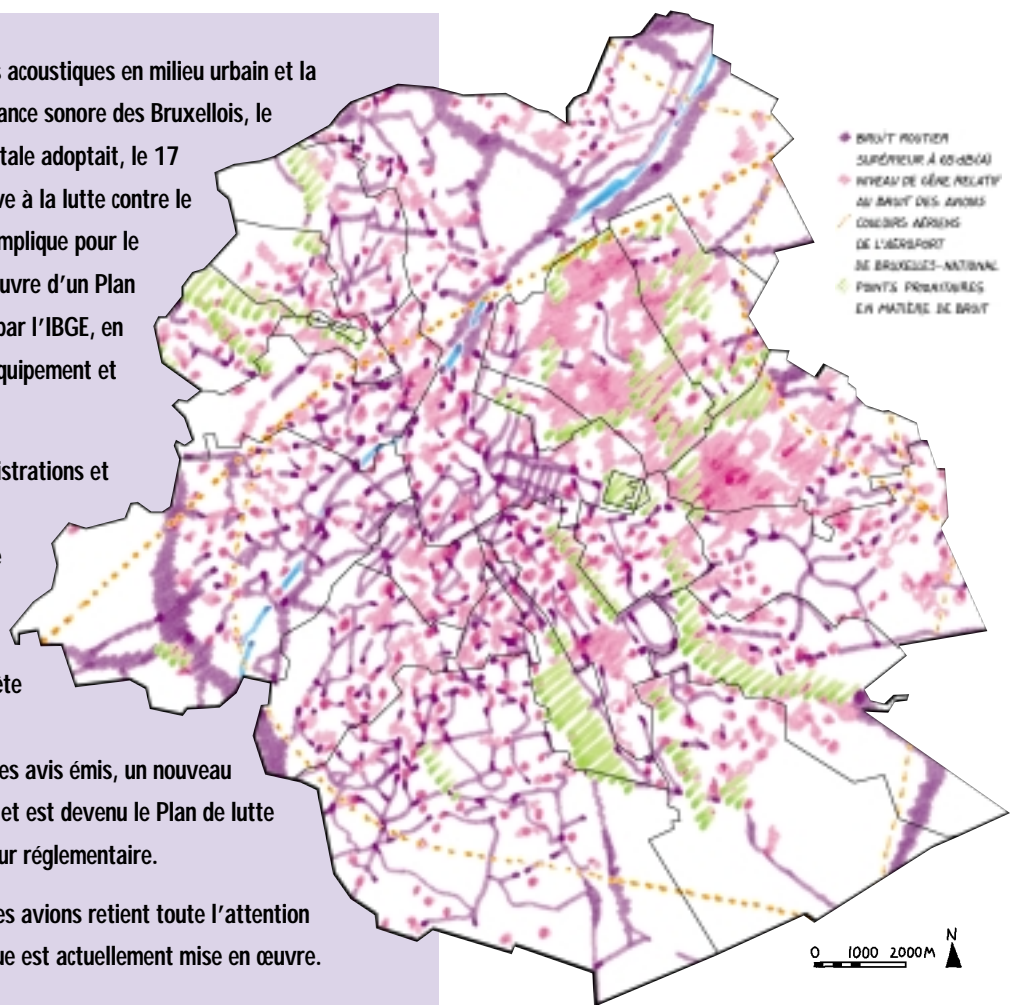 s acoustiques en milieu urbain et la
ance sonore des Bruxellois, le
tale adoptait, le 17
ve à la lutte contre le
mplique pour le
uvre d'un Plan
par l'IBGE, en
quipement et
istrations et
e
ète
es avis émis, un nouveau
et est devenu le Plan de lutte
ur réglementaire.
es avions retient toute l'attention
ue est actuellement mise en œuvre.
BRUIT ROUTIER
SUPÉRIEUR À 65 dB(A)
NIVEAU DE GÊNE RELATIF
AU BRUIT DES AVIONS
COULOIRS AÉRIENS
DE L'AÉROPORT
DE BRUXELLES-NATIONAL
POINTS PRIORITAIRES
EN MATIÈRE DE BRUIT
0 1000 2000M
N